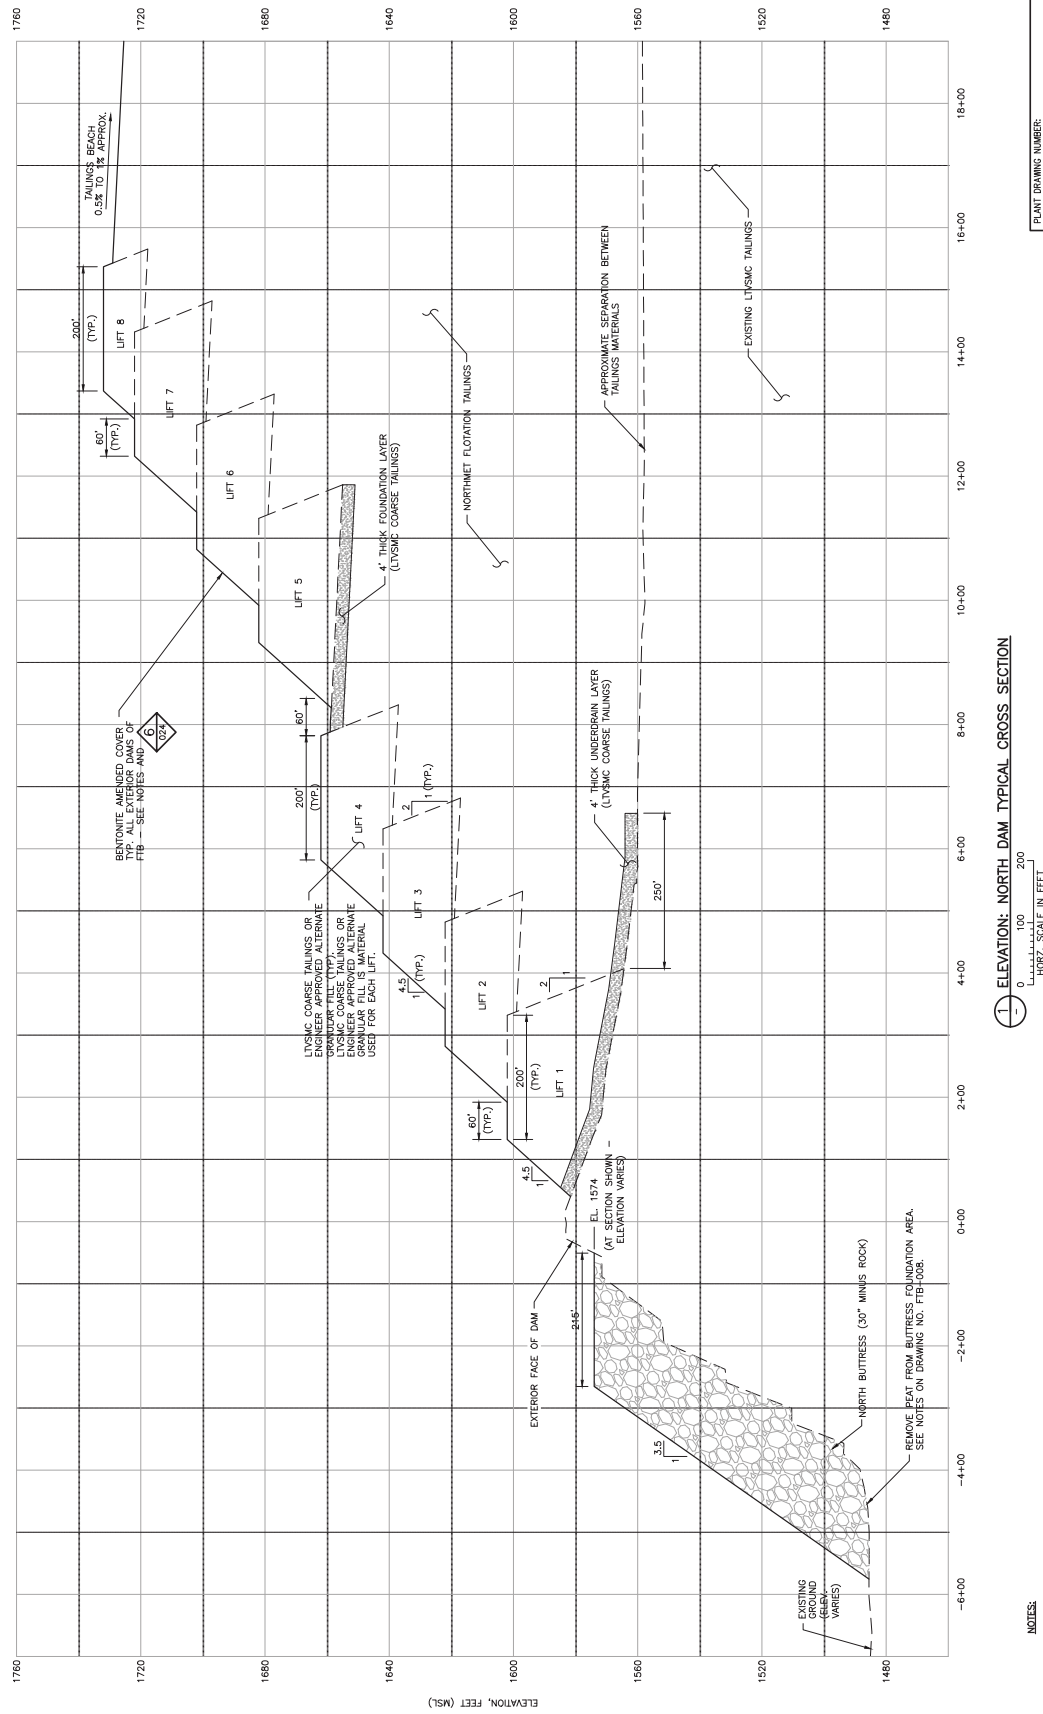 1760
1720
1680
1640
1600
1560
1520
1480
ELEVATION, FEET (MSL)
1760
1720
1680
1640
1600
1560
1520
1480
-6+00
-4+00
-2+00
0+00
2+00
4+00
6+00
8+00
10+00
12+00
14+00
16+00
18+00
TAILINGS BEACH
0.5% TO 1% APPROX.
200'
(TYP.)
LIFT 8
60'
(TYP.)
LIFT 7
LIFT 6
LIFT 5
BENTONITE AMENDED COVER
TYP. ALL EXTERIOR DAMS OF
FTB - SEE NOTES AND
6
024
4' THICK FOUNDATION LAYER
(LTVSMC COARSE TAILINGS)
NORTHMET FLOTATION TAILINGS
APPROXIMATE SEPARATION BETWEEN
TAILINGS MATERIALS
EXISTING LTVSMC TAILINGS
60'
200'
(TYP.)
LIFT 4
2
1 (TYP.)
LTVSMC COARSE TAILINGS OR
ENGINEER APPROVED ALTERNATE
GRANULAR FILL (TYP).
LTVSMC COARSE TAILINGS OR
ENGINEER APPROVED ALTERNATE
GRANULAR FILL IS MATERIAL
USED FOR EACH LIFT.
LIFT 3
4.5
1
(TYP.)
LIFT 2
2
1
4' THICK UNDERDRAIN LAYER
(LTVSMC COARSE TAILINGS)
250'
200'
(TYP.)
LIFT 1
60'
(TYP.)
4.5
1
EL. 1574
(AT SECTION SHOWN -
ELEVATION VARIES)
EXTERIOR FACE OF DAM
215'
3.5
1
NORTH BUTTRESS (30" MINUS ROCK)
REMOVE PEAT FROM BUTTRESS FOUNDATION AREA.
SEE NOTES ON DRAWING NO. FTB-008.
EXISTING
GROUND
(ELEV.
VARIES)
1
-
ELEVATION: NORTH DAM TYPICAL CROSS SECTION
0 100 200
HORZ. SCALE IN FEET
NOTES:
PLANT DRAWING NUMBER: